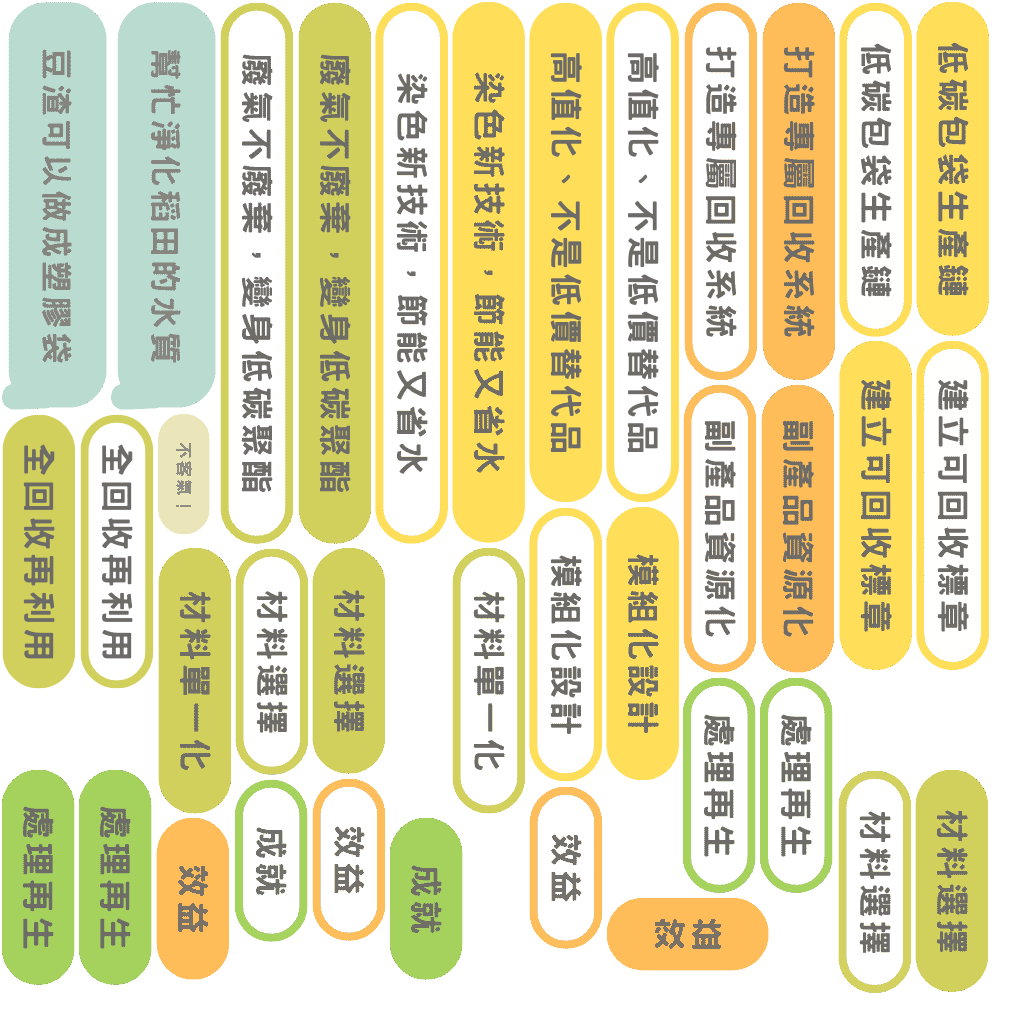 豆渣可以做成塑膠袋
幫忙淨化稻田的水質
廢氣不廢棄，變身低碳聚酯
廢氣不廢棄，變身低碳聚酯
染色新技術，節能又省水
染色新技術，節能又省水
高值化、不是低價替代品
高值化、不是低價替代品
打造專屬回收系統
打造專屬回收系統
低碳包袋生產鏈
低碳包袋生產鏈
全回收再利用
全回收再利用
不客氣！
材料單一化
材料選擇
材料選擇
材料單一化
模組化設計
模組化設計
副產品資源化
副產品資源化
建立可回收標章
建立可回收標章
處理再生
處理再生
效益
成就
效益
成就
效益
效益
處理再生
處理再生
材料選擇
材料選擇